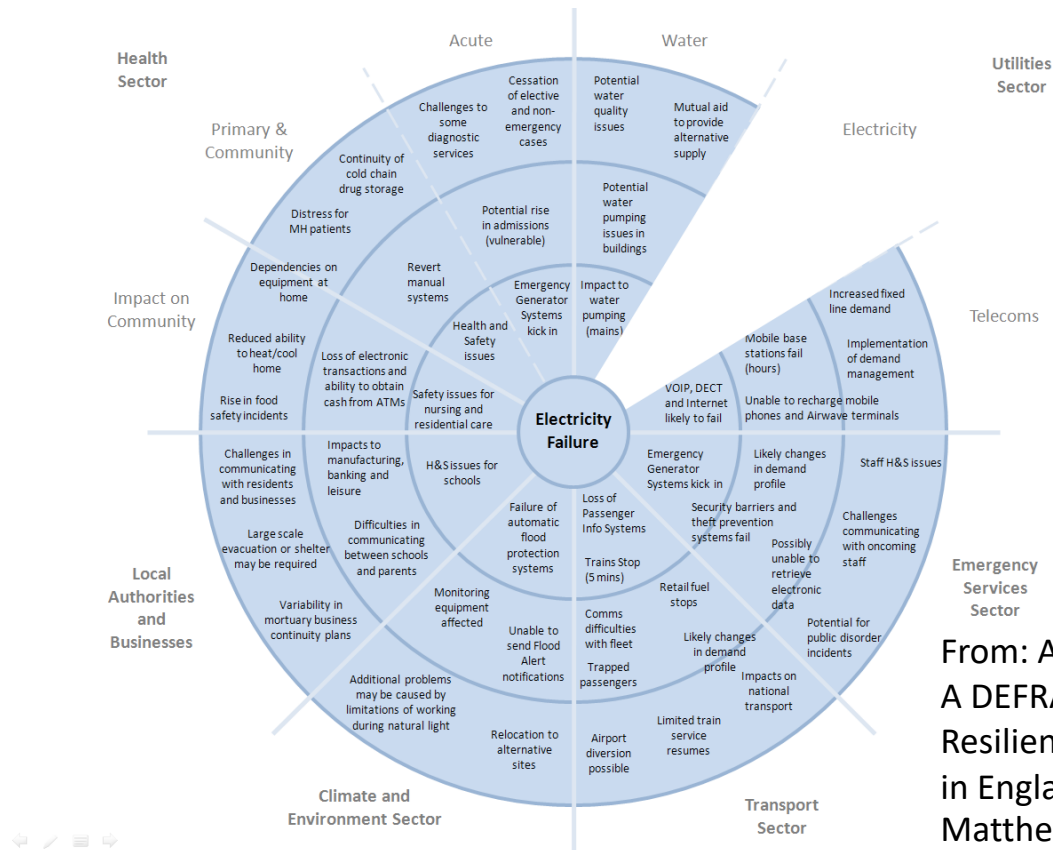 Health
Sector
Acute
Water
Utilities
Sector
Primary &
Community
Electricity
Impact on
Community
Telecoms
Local
Authorities
and
Businesses
Emergency
Services
Sector
Climate and
Environment Sector
Transport
Sector
Electricity
Failure
Challenges to
some
diagnostic
services
Cessation
of elective
and non-
emergency
cases
Potential rise
in admissions
(vulnerable)
Emergency
Generator
Systems
kick in
Potential
water
quality
issues
Mutual aid
to provide
alternative
supply
Potential
water
pumping
issues in
buildings
Impact to
water
pumping
(mains)
Increased fixed
line demand
Implementation
of demand
management
Mobile base
stations fail
(hours)
Unable to recharge mobile
phones and Airwave terminals
VOIP, DECT
and Internet
likely to fail
Staff H&S issues
Challenges
communicating
with oncoming
staff
Potential for
public disorder
incidents
Likely changes
in demand
profile
Possibly
unable to
retrieve
electronic
data
Emergency
Generator
Systems kick in
Security barriers and
theft prevention
systems fail
Loss of
Passenger
Info Systems
Trains Stop
(5 mins)
Retail fuel
stops
Comms
difficulties
with fleet
Trapped
passengers
Likely changes
in demand
profile
Impacts on
national
transport
Limited train
service
resumes
Airport
diversion
possible
Failure of
automatic
flood
protection
systems
Monitoring
equipment
affected
Unable to
send Flood
Alert
notifications
Additional problems
may be caused by
limitations of working
during natural light
Relocation to
alternative
sites
H&S issues for
schools
Impacts to
manufacturing,
banking and
leisure
Difficulties in
communicating
between schools
and parents
Challenges in
communicating
with residents
and businesses
Large scale
evacuation or shelter
may be required
Variability in
mortuary business
continuity plans
Safety issues for
nursing and
residential care
Loss of electronic
transactions and
ability to obtain
cash from ATMs
Dependencies on
equipment at
home
Reduced ability
to heat/cool
home
Rise in food
safety incidents
Health and
Safety
issues
Revert
manual
systems
Continuity of
cold chain
drug storage
Distress for
MH patients
From: A
A DEFRA
Resilien
in Engla
Matthe